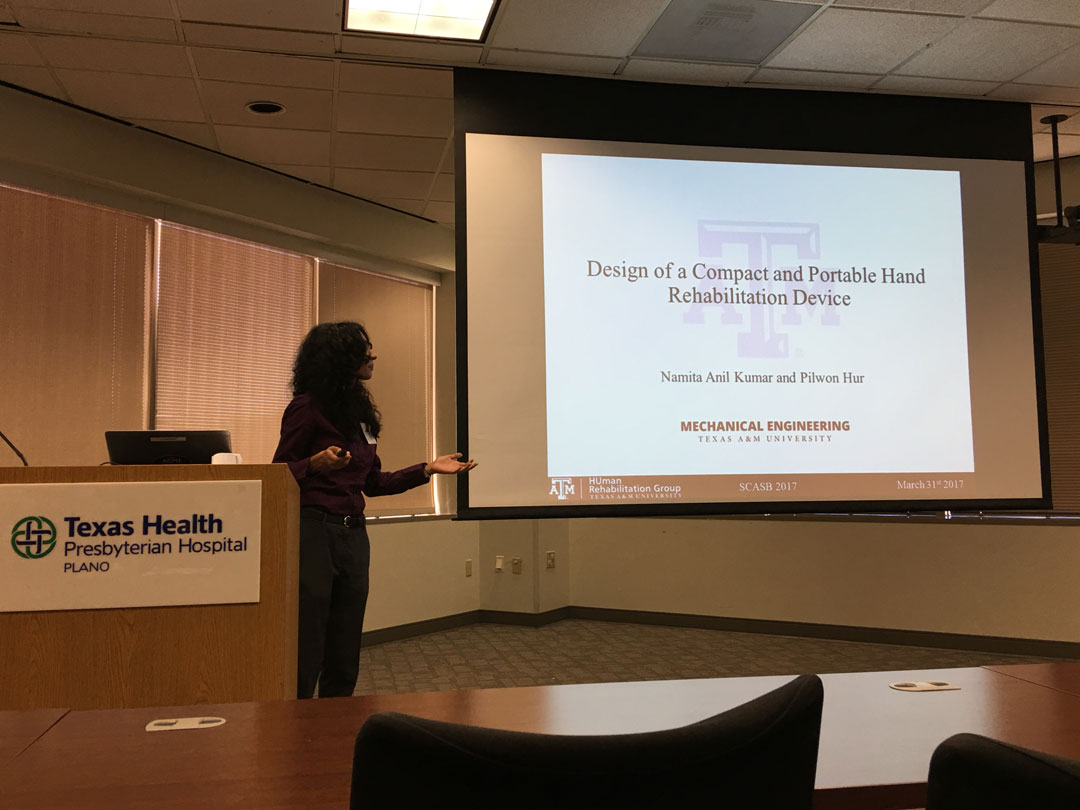 Design of a Compact and Portable Hand
Rehabilitation Device
Namita Anil Kumar and Pilwon Hur
MECHANICAL ENGINEERING
TEXAS A&M UNIVERSITY
ATM
HUman
Rehabilitation Group
TEXAS A&M UNIVERSITY
SCASB 2017
March 31st 2017
Texas Health
Presbyterian Hospital
PLANO